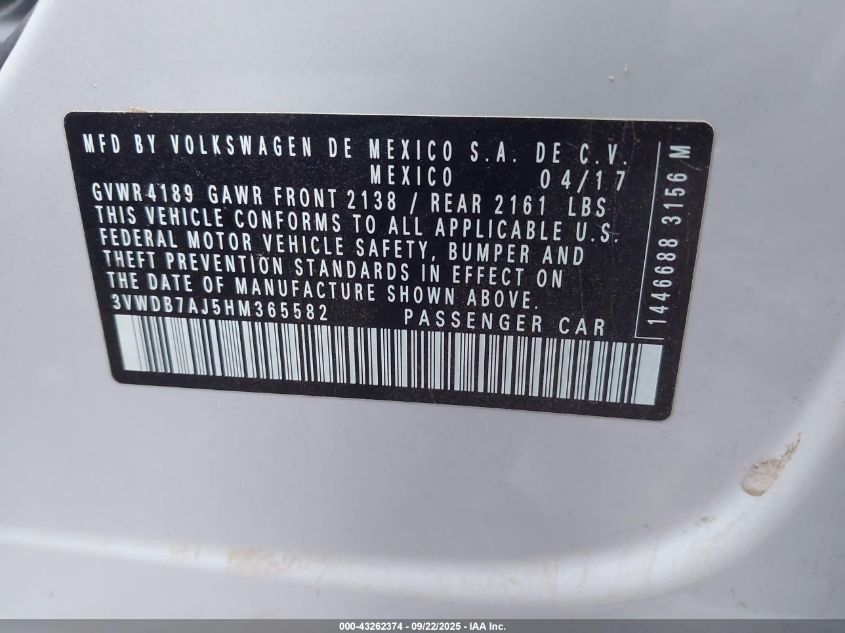 MFD BY VOLKSWAGEN DE MEXICO S.A. DE C.V.
MEXICO 04/17
GVWR4189 GAWR FRONT 2138 / REAR 2161 LBS
THIS VEHICLE CONFORMS TO ALL APPLICABLE U.S.
FEDERAL MOTOR VEHICLE SAFETY, BUMPER AND
THEFT PREVENTION STANDARDS IN EFFECT ON
THE DATE OF MANUFACTURE SHOWN ABOVE.
3VWDB7AJ5HM365582 PASSENGER CAR
1446688 3156 M
000-43262374 - 09/22/2025 - IAA Inc.